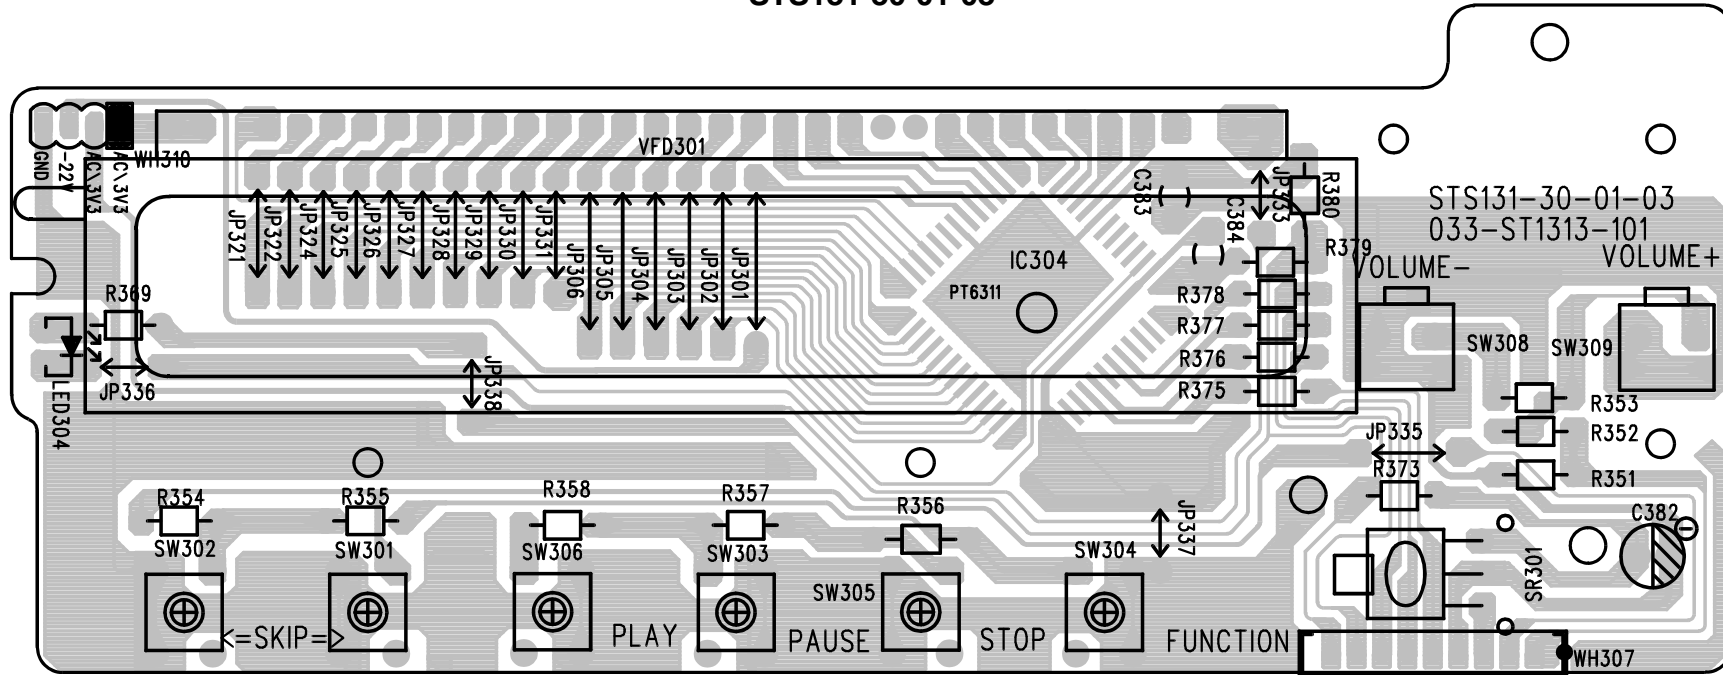 VFD301
WH310
GND
-22V
AC\3V3
AC\3V3
JP321
JP322
JP324
JP325
JP326
JP327
JP328
JP329
JP330
JP331
JP306
JP305
JP304
JP303
JP302
JP301
C383
C384
JP333
R380
STS131-30-01-03
033-ST1313-101
IC304
PT6311
R379
VOLUME-
VOLUME+
R369
R378
R377
R376
R375
SW308
SW309
JP336
JP338
LED304
R353
R352
R351
JP335
R373
R354
R355
R358
R357
R356
JP337
C382
SW302
SW301
SW306
SW303
SW304
SW305
SR301
<=SKIP=>
PLAY
PAUSE
STOP
FUNCTION
WH307